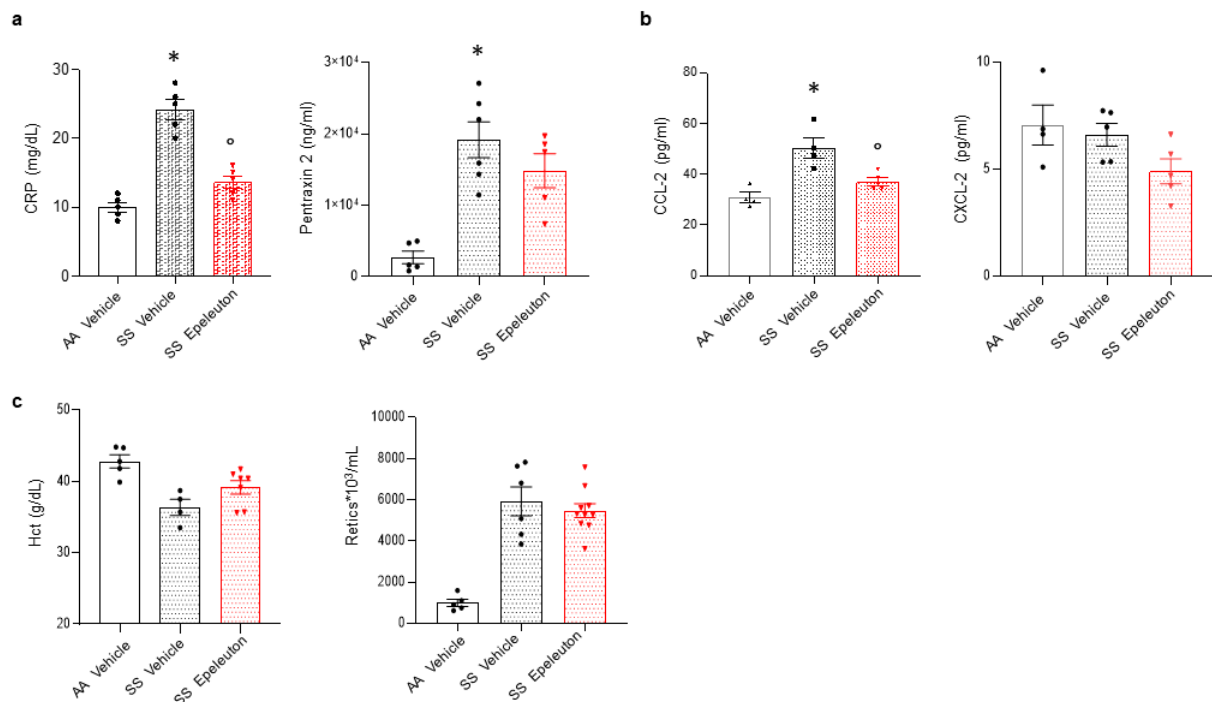 a
b
CRP (mg/dL)
30
20
10
0
*
°
AA Vehicle
SS Vehicle
SS Epeleuton
Pentraxin 2 (ng/ml)
3×10⁴
2×10⁴
1×10⁴
0
*
AA Vehicle
SS Vehicle
SS Epeleuton
CCL-2 (pg/ml)
80
60
40
20
0
*
°
AA Vehicle
SS Vehicle
SS Epeleuton
CXCL-2 (pg/ml)
10
5
0
AA Vehicle
SS Vehicle
SS Epeleuton
c
Hct (g/dL)
50
40
30
20
AA Vehicle
SS Vehicle
SS Epeleuton
Retics*10³/mL
10000
8000
6000
4000
2000
0
AA Vehicle
SS Vehicle
SS Epeleuton